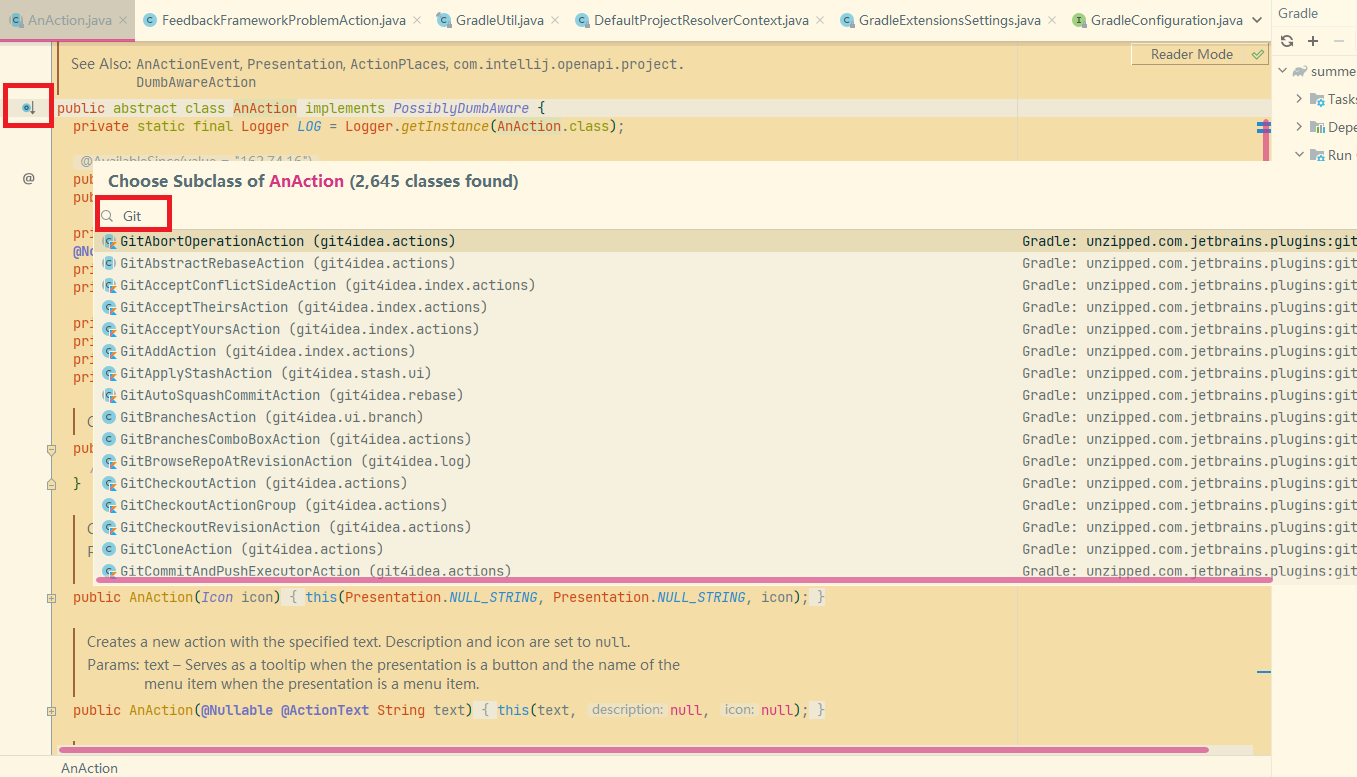 AnAction.java FeedbackFrameworkProblemAction.java GradleUtil.java DefaultProjectResolverContext.java GradleExtensionsSettings.java GradleConfiguration.java Gradle
See Also: AnActionEvent, Presentation, ActionPlaces, com.intellij.openapi.project.
DumbAwareAction
Reader Mode
summe
public abstract class AnAction implements PossiblyDumbAware {
Tasks
private static final Logger LOG = Logger.getInstance(AnAction.class);
Depe
@AvailableSince(value = "162.74.16")
Run
@
pub
Choose Subclass of AnAction (2,645 classes found)
pub
Git
pri
GitAbortOperationAction (git4idea.actions) Gradle: unzipped.com.jetbrains.plugins:git
@No
GitAbstractRebaseAction (git4idea.actions) Gradle: unzipped.com.jetbrains.plugins:git
pri
GitAcceptConflictSideAction (git4idea.index.actions) Gradle: unzipped.com.jetbrains.plugins:git
pri
GitAcceptTheirsAction (git4idea.index.actions) Gradle: unzipped.com.jetbrains.plugins:git
pri
GitAcceptYoursAction (git4idea.index.actions) Gradle: unzipped.com.jetbrains.plugins:git
pri
GitAddAction (git4idea.index.actions) Gradle: unzipped.com.jetbrains.plugins:git
pri
GitApplyStashAction (git4idea.stash.ui) Gradle: unzipped.com.jetbrains.plugins:git
pri
GitAutoSquashCommitAction (git4idea.rebase) Gradle: unzipped.com.jetbrains.plugins:git
GitBranchesAction (git4idea.ui.branch) Gradle: unzipped.com.jetbrains.plugins:git
GitBranchesComboBoxAction (git4idea.actions) Gradle: unzipped.com.jetbrains.plugins:git
pub
GitBrowseRepoAtRevisionAction (git4idea.log) Gradle: unzipped.com.jetbrains.plugins:git
}
GitCheckoutAction (git4idea.actions) Gradle: unzipped.com.jetbrains.plugins:git
GitCheckoutActionGroup (git4idea.actions) Gradle: unzipped.com.jetbrains.plugins:git
GitCheckoutRevisionAction (git4idea.actions) Gradle: unzipped.com.jetbrains.plugins:git
GitCloneAction (git4idea.actions) Gradle: unzipped.com.jetbrains.plugins:git
GitCommitAndPushExecutorAction (git4idea.actions) Gradle: unzipped.com.jetbrains.plugins:git
public AnAction(Icon icon) { this(Presentation.NULL_STRING, Presentation.NULL_STRING, icon); }
Creates a new action with the specified text. Description and icon are set to null.
Params: text – Serves as a tooltip when the presentation is a button and the name of the
menu item when the presentation is a menu item.
public AnAction(@Nullable @ActionText String text) { this(text, description: null, icon: null); }
AnAction